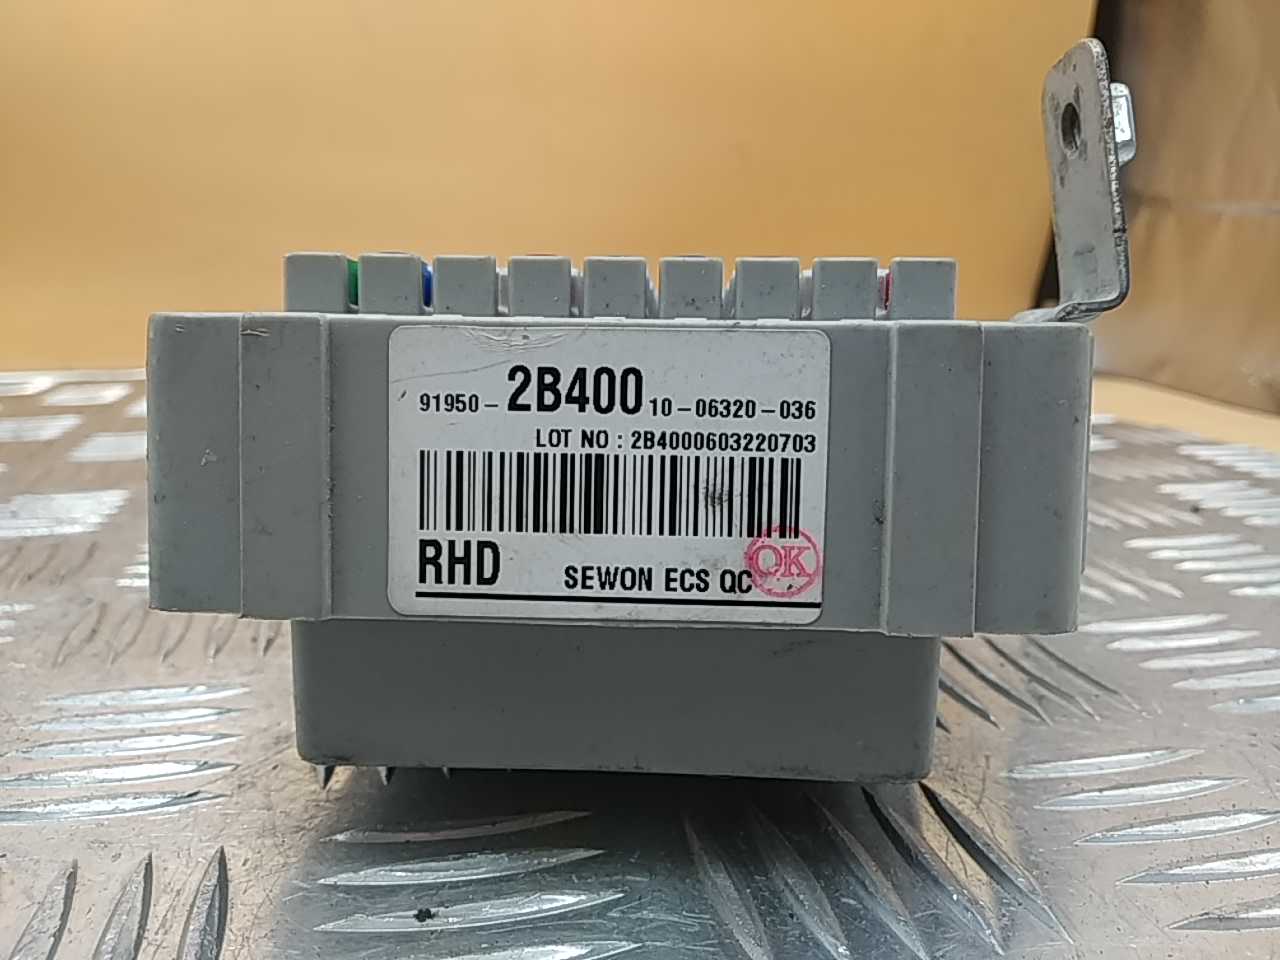 91950-2B400 10-06320-036
LOT NO : 2B4000603220703
RHD SEWON ECS QC OK